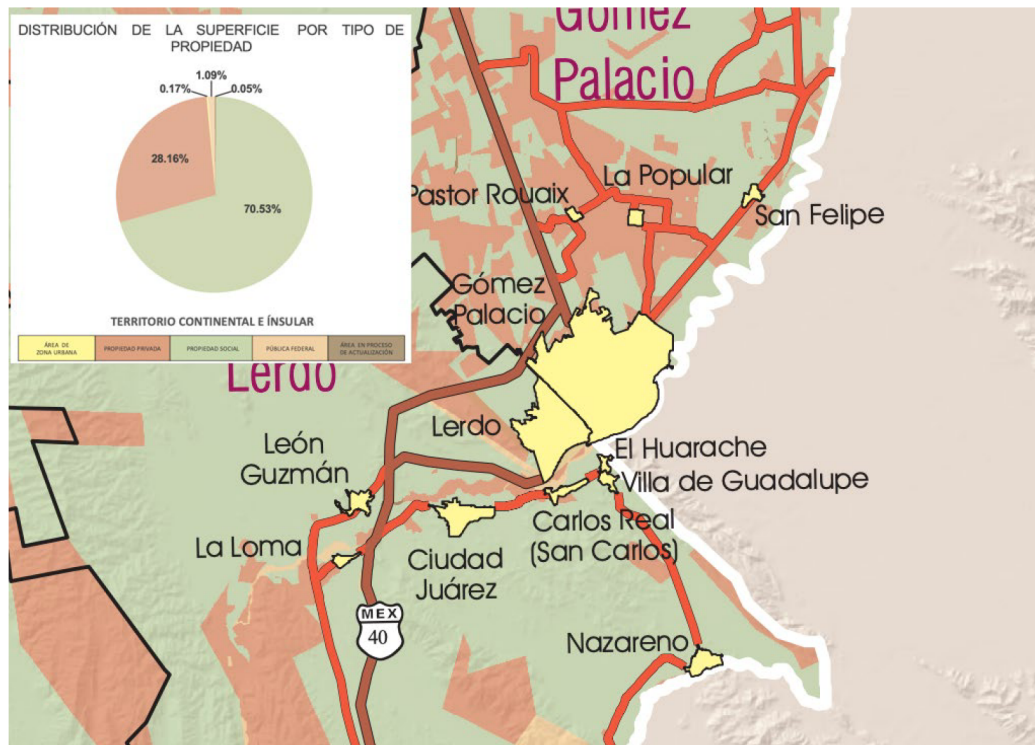 DISTRIBUCIÓN DE LA SUPERFICIE POR TIPO DE
PROPIEDAD
1.09%
0.17%
0.05%
28.16%
70.53%
TERRITORIO CONTINENTAL E ÍNSULAR
ÁREA DE
ZONA URBANA
PROPIEDAD PRIVADA
PROPIEDAD SOCIAL
PÚBLICA FEDERAL
ÁREA EN PROCESO
DE ACTUALIZACIÓN
Gómez
Palacio
La Popular
Pastor Rouaix
San Felipe
Gómez
Palacio
Lerdo
Lerdo
León
Guzmán
El Huarache
Villa de Guadalupe
Carlos Real
(San Carlos)
La Loma
Ciudad
Juárez
MEX
40
Nazareno